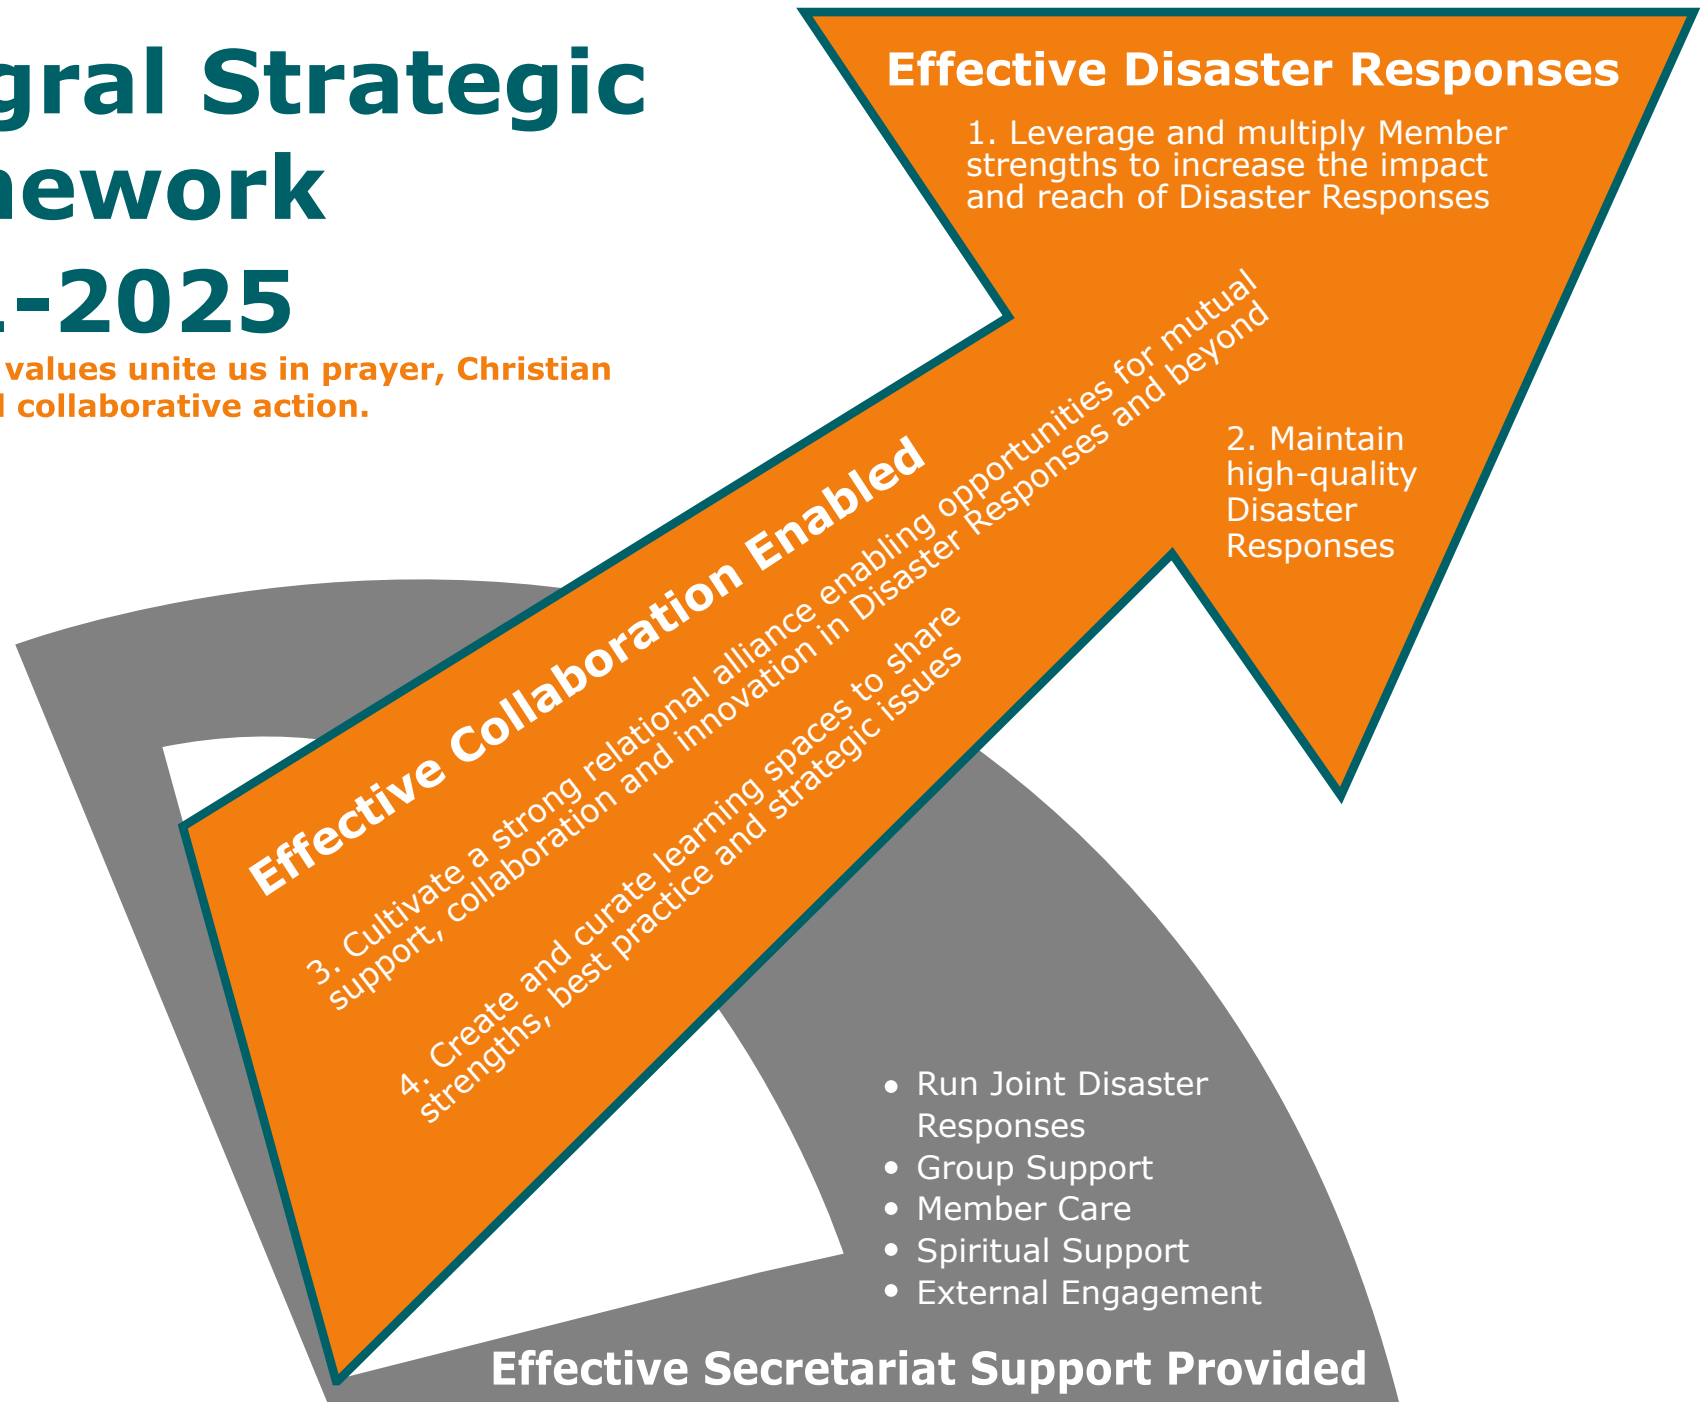 gral Strategic
ework
-2025
values unite us in prayer, Christian
collaborative action.
Effective Disaster Responses
1. Leverage and multiply Member
strengths to increase the impact
and reach of Disaster Responses
2. Maintain
high-quality
Disaster
Responses
Effective Collaboration Enabled
3. Cultivate a strong relational alliance enabling opportunities for mutual
support, collaboration and innovation in Disaster Responses and beyond
4. Create and curate learning spaces to share
strengths, best practice and strategic issues
• Run Joint Disaster
Responses
• Group Support
• Member Care
• Spiritual Support
• External Engagement
Effective Secretariat Support Provided